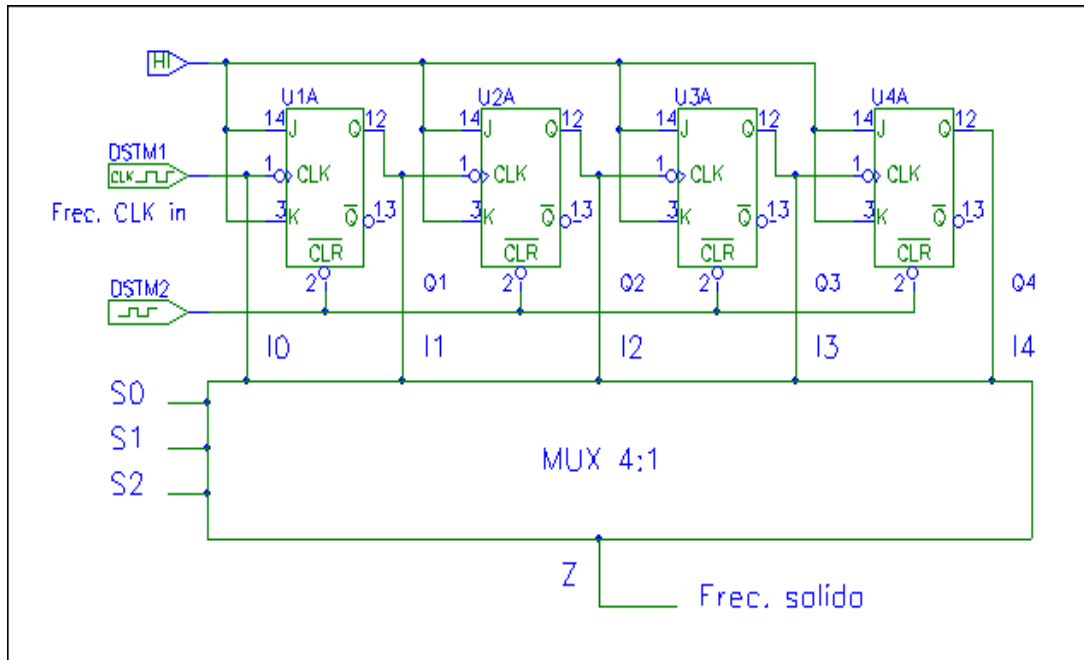 HI
U1A U2A U3A U4A
14 J Q 12 14 J Q 12 14 J Q 12 14 J Q 12
DSTM1
CLK 1 CLK 1 CLK 1 CLK 1 CLK
Frec. CLK in 3 K Q 13 3 K Q 13 3 K Q 13 3 K Q 13
CLR CLR CLR CLR
DSTM2 2 Q1 2 Q2 2 Q3 2 Q4
I0 I1 I2 I3 I4
S0
S1
MUX 4:1
S2
Z
Frec. salida